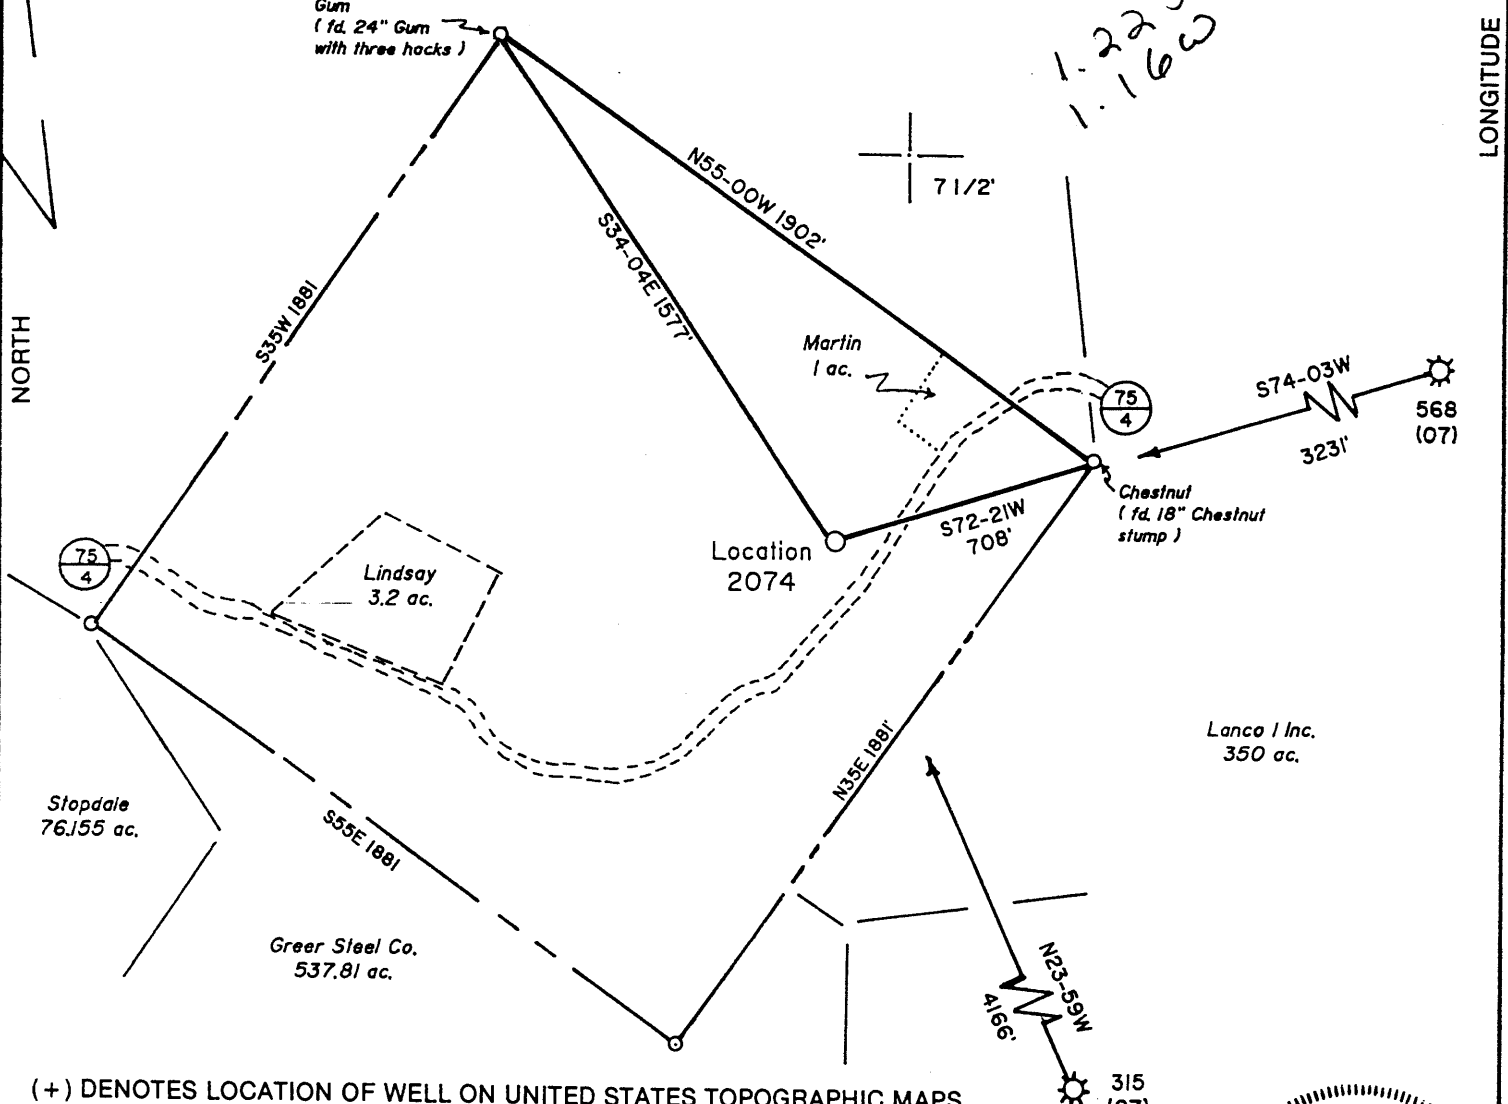 Gum
( fd. 24" Gum
with three hacks )
1.22 S
1.16 W
LONGITUDE
7 1/2'
N55-00W 1902'
S34-04E 1577'
S35W 1881
NORTH
Martin
1 ac.
75
4
S74-03W
3231'
568
(07)
Chestnut
( fd. 18" Chestnut
stump )
S72-21W
708'
Location
2074
75
4
Lindsay
3.2 ac.
N35E 1881'
Lanco 1 Inc.
350 ac.
Stopdale
76.155 ac.
S55E 1881
Greer Steel Co.
537.81 ac.
N23-59W
4166'
315
(+) DENOTES LOCATION OF WELL ON UNITED STATES TOPOGRAPHIC MAPS